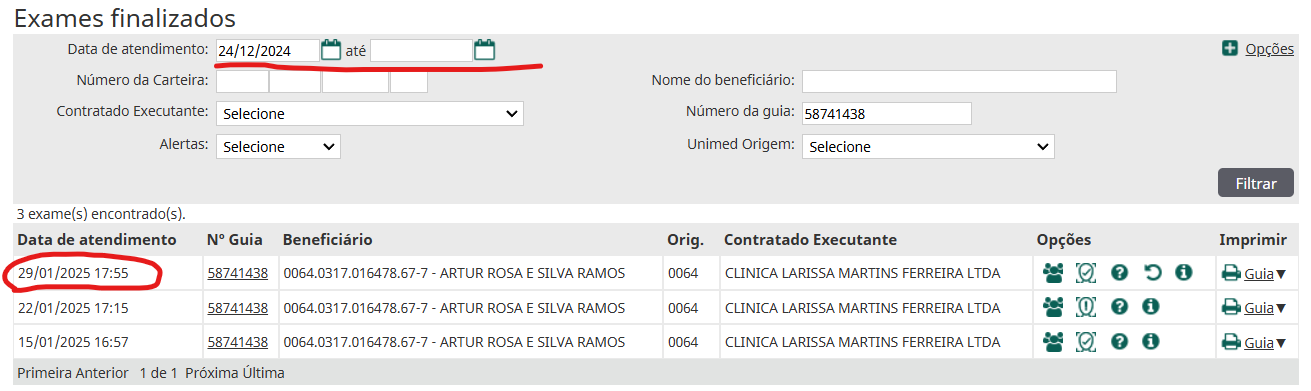 Exames finalizados
Data de atendimento: 24/12/2024 até Opções
Número da Carteira: Nome do beneficiário:
Contratado Executante: Selecione Número da guia: 58741438
Alertas: Selecione Unimed Origem: Selecione
Filtrar
3 exame(s) encontrado(s).
Data de atendimento Nº Guia Beneficiário Orig. Contratado Executante Opções Imprimir
29/01/2025 17:55 58741438 0064.0317.016478.67-7 - ARTUR ROSA E SILVA RAMOS 0064 CLINICA LARISSA MARTINS FERREIRA LTDA Guia▼
22/01/2025 17:15 58741438 0064.0317.016478.67-7 - ARTUR ROSA E SILVA RAMOS 0064 CLINICA LARISSA MARTINS FERREIRA LTDA Guia▼
15/01/2025 16:57 58741438 0064.0317.016478.67-7 - ARTUR ROSA E SILVA RAMOS 0064 CLINICA LARISSA MARTINS FERREIRA LTDA Guia▼
Primeira Anterior 1 de 1 Próxima Última